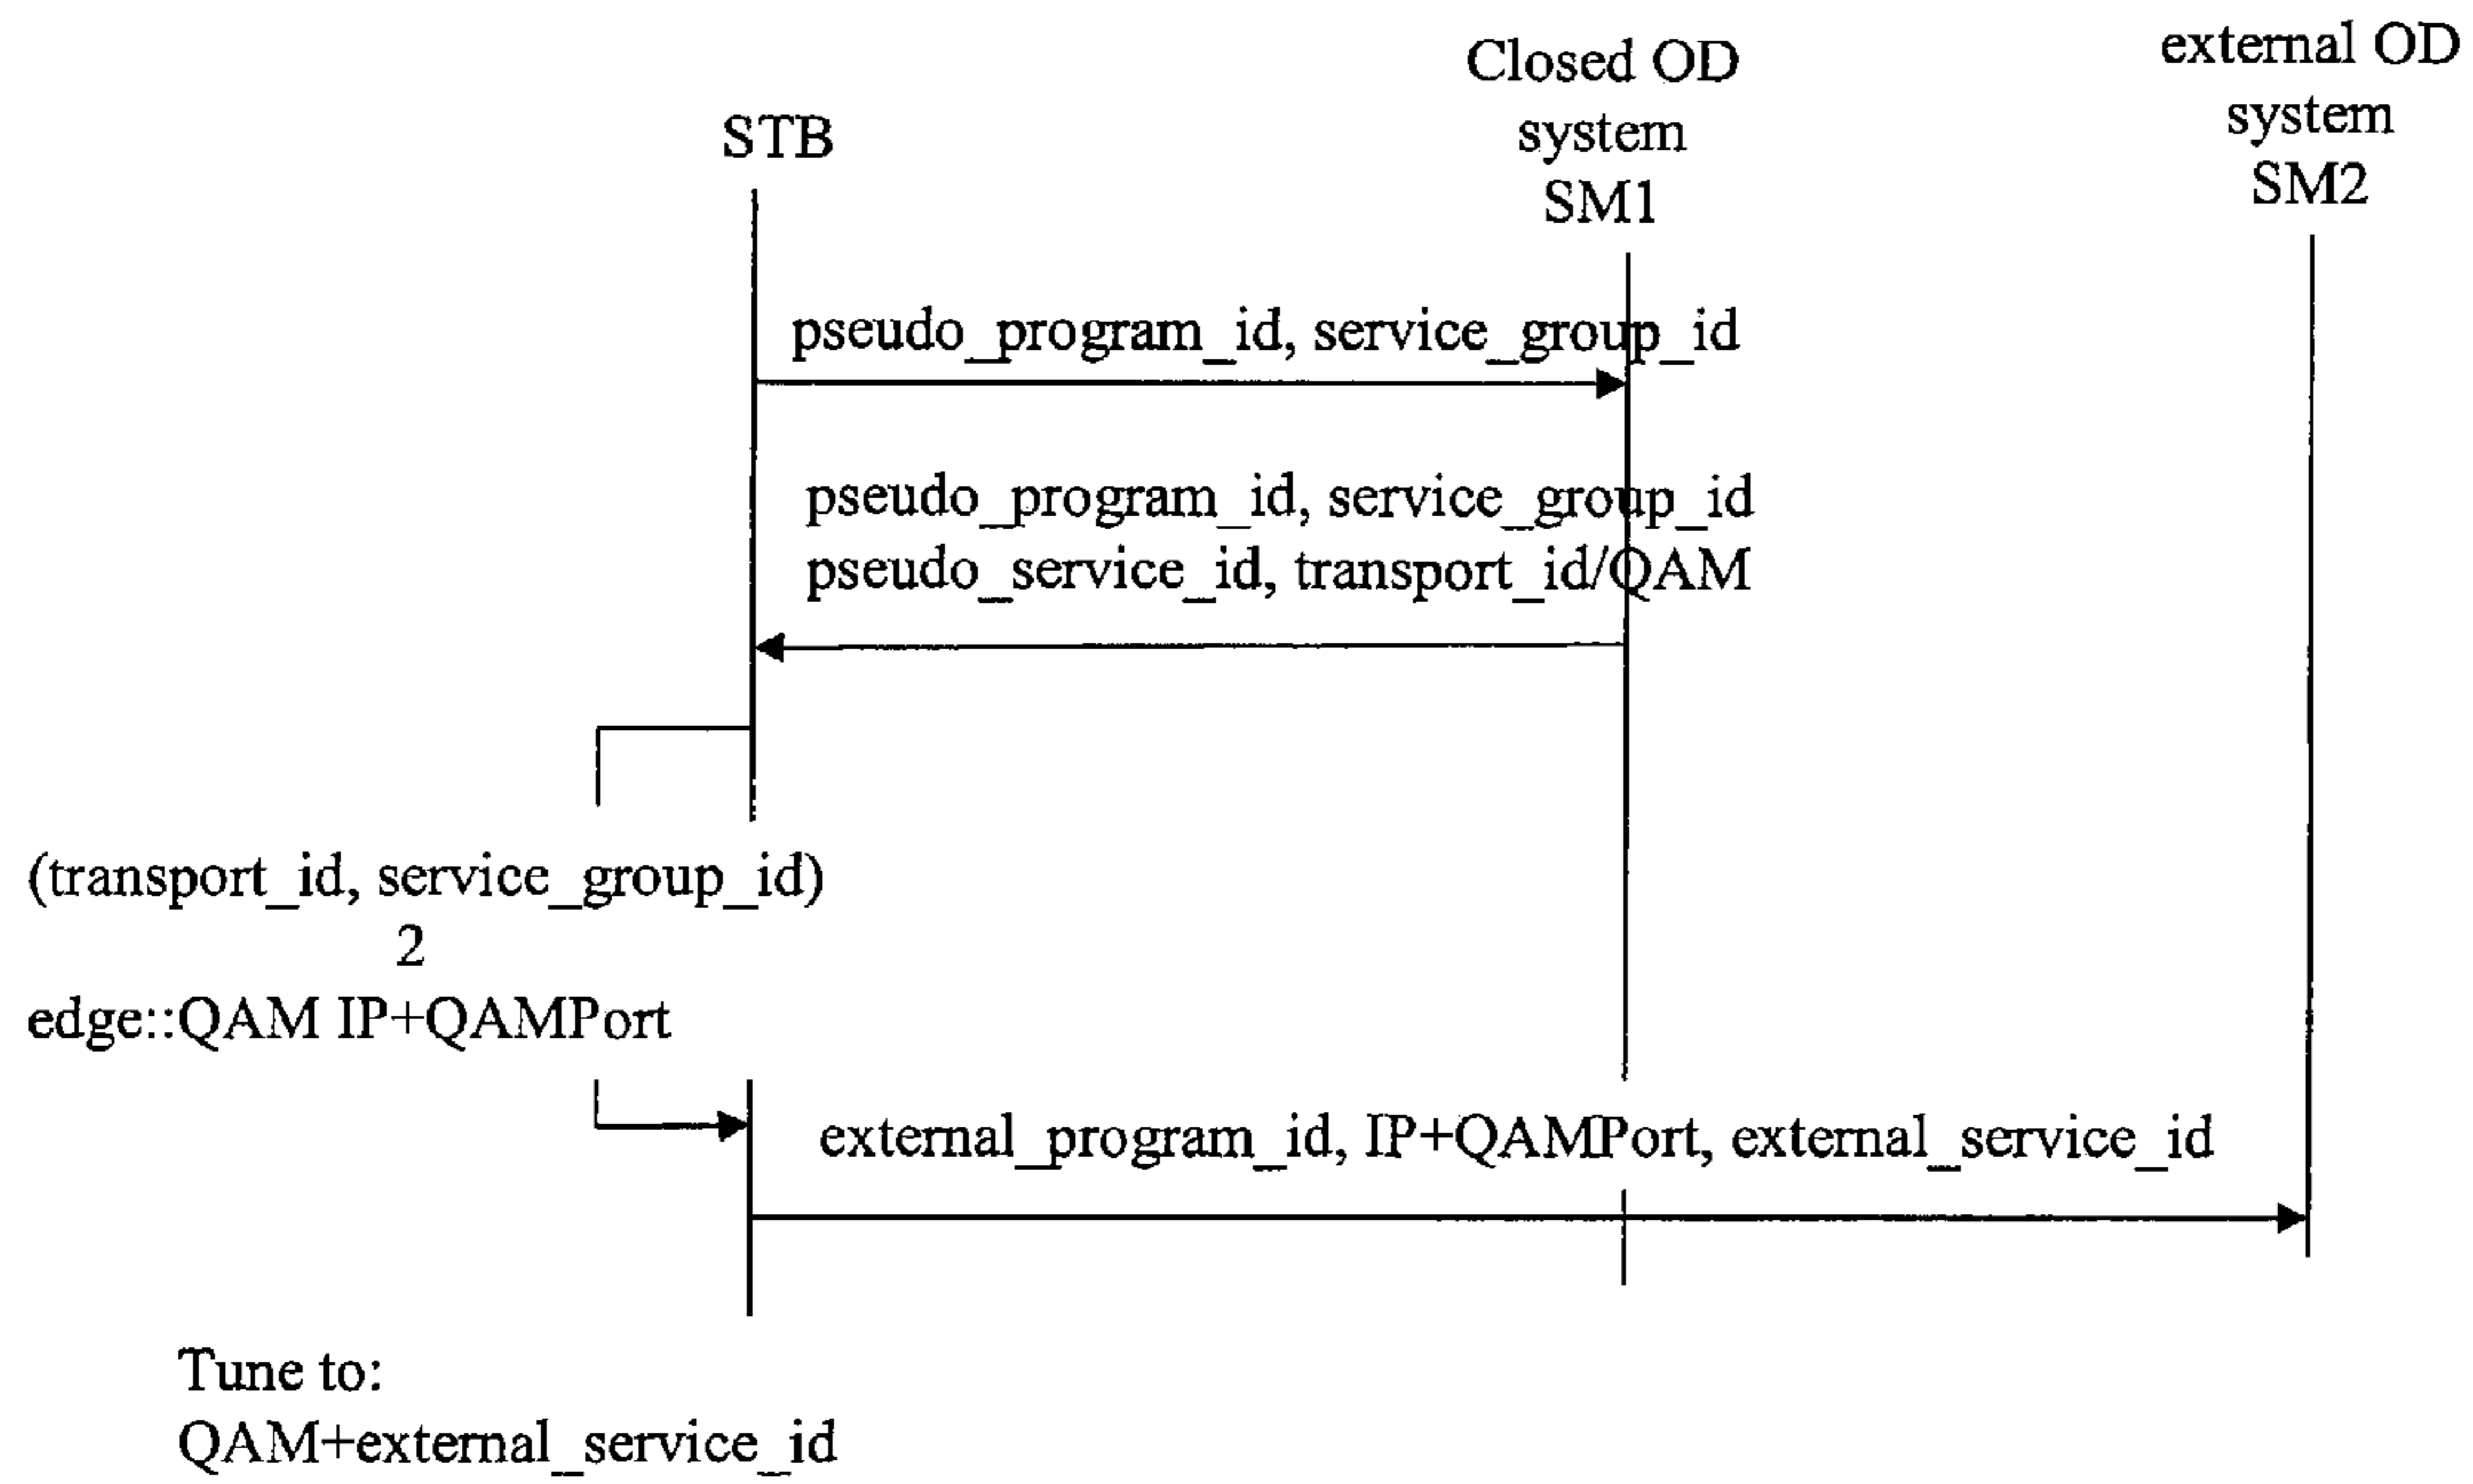 STB
Closed OD
system
SM1
external OD
system
SM2
pseudo_program_id, service_group_id
pseudo_program_id, service_group_id
pseudo_service_id, transport_id/QAM
(transport_id, service_group_id)
2
edge::QAM IP+QAMPort
external_program_id, IP+QAMPort, external_service_id
Tune to:
QAM+external_service_id